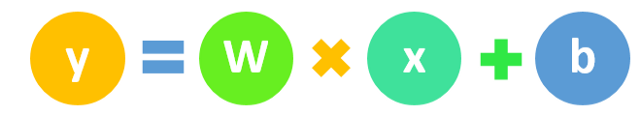 y = W × x + b